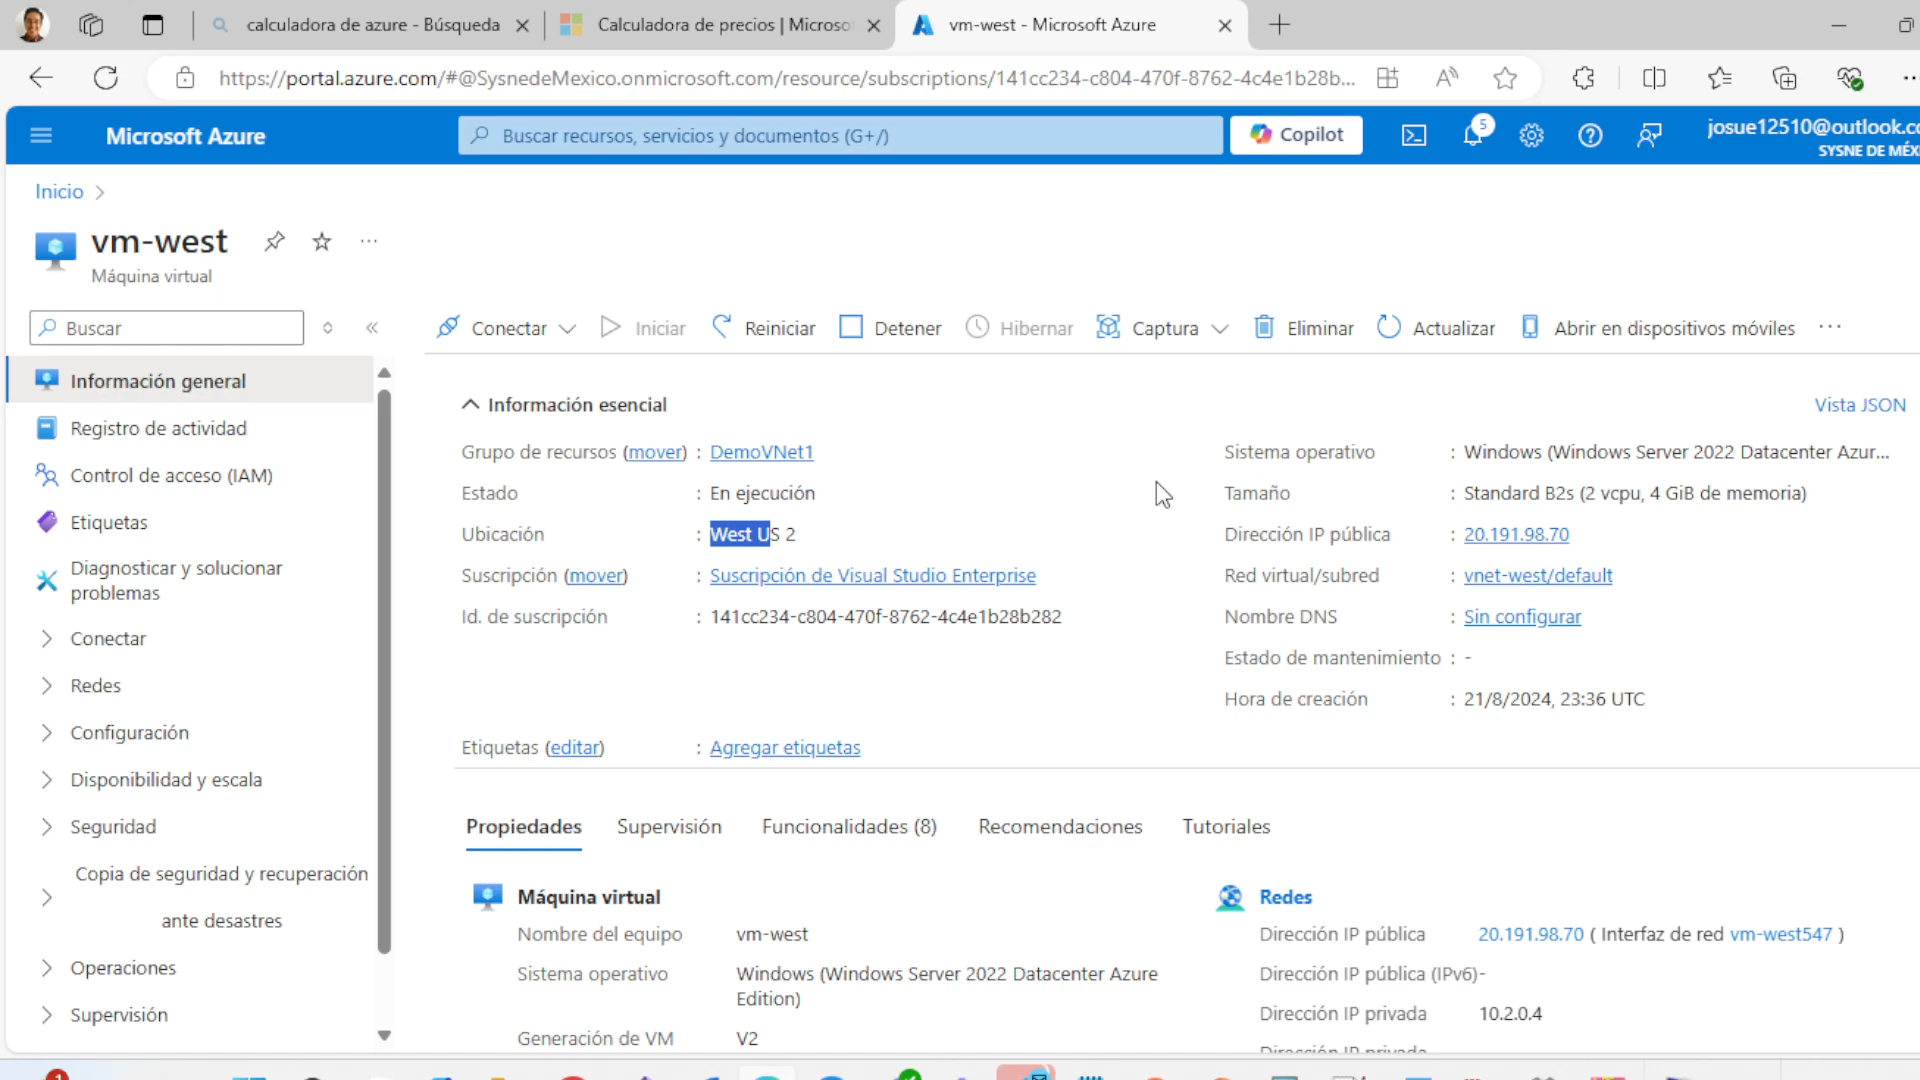 calculadora de azure - Búsqueda
Calculadora de precios | Microso
vm-west - Microsoft Azure
https://portal.azure.com/#@SysnedeMexico.onmicrosoft.com/resource/subscriptions/141cc234-c804-470f-8762-4c4e1b28b...
Microsoft Azure
Buscar recursos, servicios y documentos (G+/)
Copilot
5
josue12510@outlook.co
SYSNE DE MÉX
Inicio
vm-west
Máquina virtual
Buscar
Conectar
Iniciar
Reiniciar
Detener
Hibernar
Captura
Eliminar
Actualizar
Abrir en dispositivos móviles
Información general
Registro de actividad
Control de acceso (IAM)
Etiquetas
Diagnosticar y solucionar
problemas
Conectar
Redes
Configuración
Disponibilidad y escala
Seguridad
Copia de seguridad y recuperación
ante desastres
Operaciones
Supervisión
Información esencial
Vista JSON
Grupo de recursos (mover) : DemoVNet1
Estado : En ejecución
Ubicación : West US 2
Suscripción (mover) : Suscripción de Visual Studio Enterprise
Id. de suscripción : 141cc234-c804-470f-8762-4c4e1b28b282
Sistema operativo : Windows (Windows Server 2022 Datacenter Azur...
Tamaño : Standard B2s (2 vcpu, 4 GiB de memoria)
Dirección IP pública : 20.191.98.70
Red virtual/subred : vnet-west/default
Nombre DNS : Sin configurar
Estado de mantenimiento : -
Hora de creación : 21/8/2024, 23:36 UTC
Etiquetas (editar) : Agregar etiquetas
Propiedades
Supervisión
Funcionalidades (8)
Recomendaciones
Tutoriales
Máquina virtual
Nombre del equipo vm-west
Sistema operativo Windows (Windows Server 2022 Datacenter Azure
Edition)
Generación de VM V2
Redes
Dirección IP pública 20.191.98.70 ( Interfaz de red vm-west547 )
Dirección IP pública (IPv6) -
Dirección IP privada 10.2.0.4
Dirección IP privada -
1